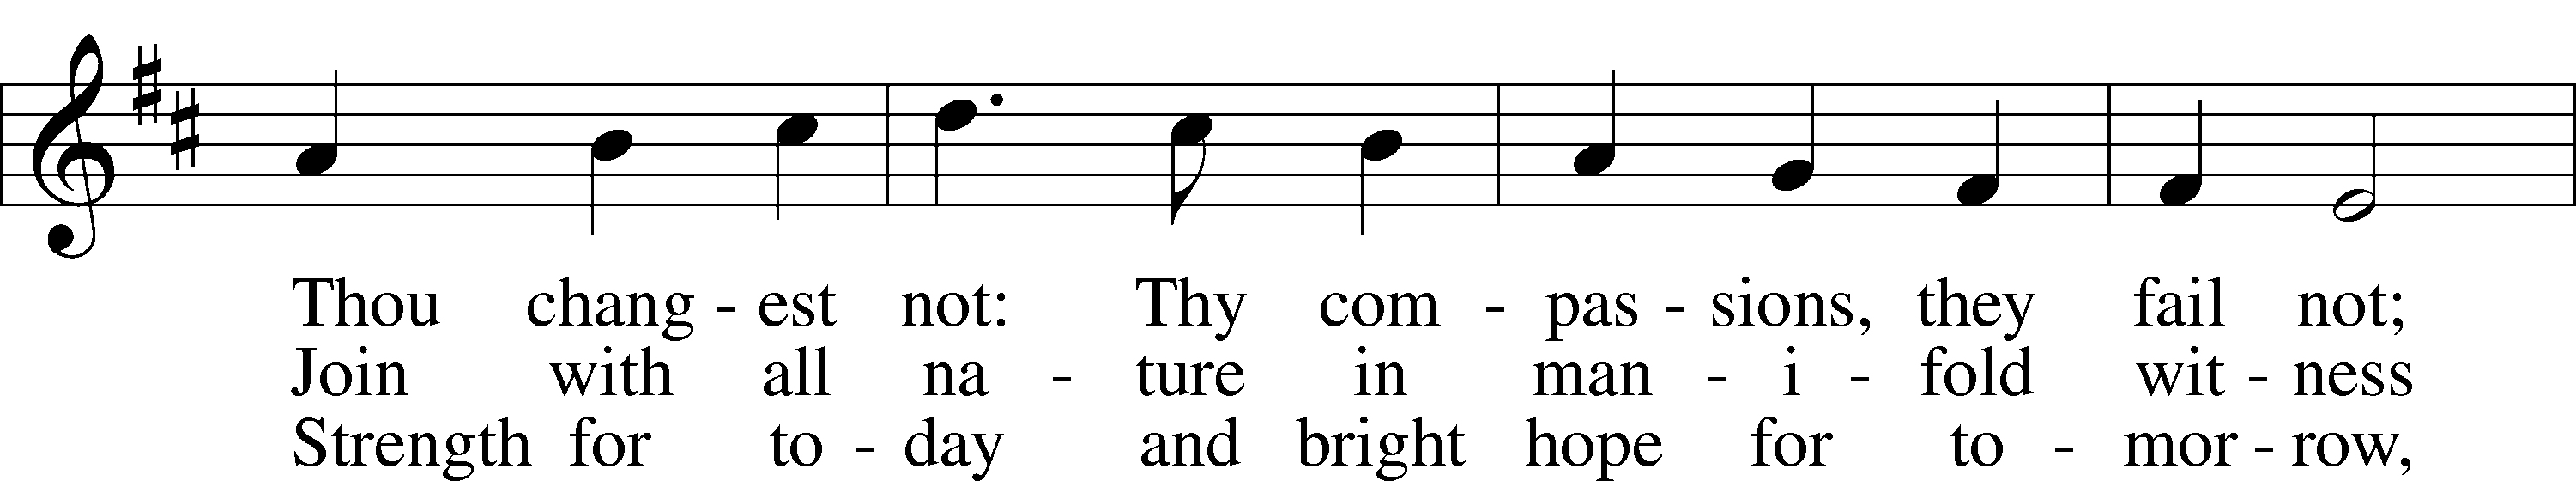 Thou chang - est not: Thy com - pas - sions, they fail not;
Join with all na - ture in man - i - fold wit - ness
Strength for to - day and bright hope for to - mor - row,